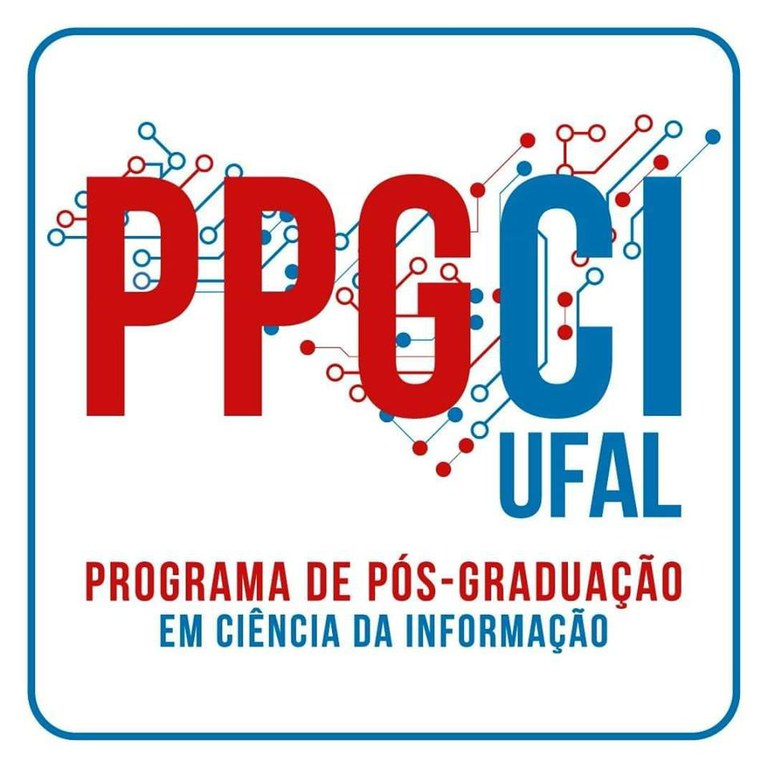 PPGCI
UFAL
PROGRAMA DE PÓS-GRADUAÇÃO
EM CIÊNCIA DA INFORMAÇÃO